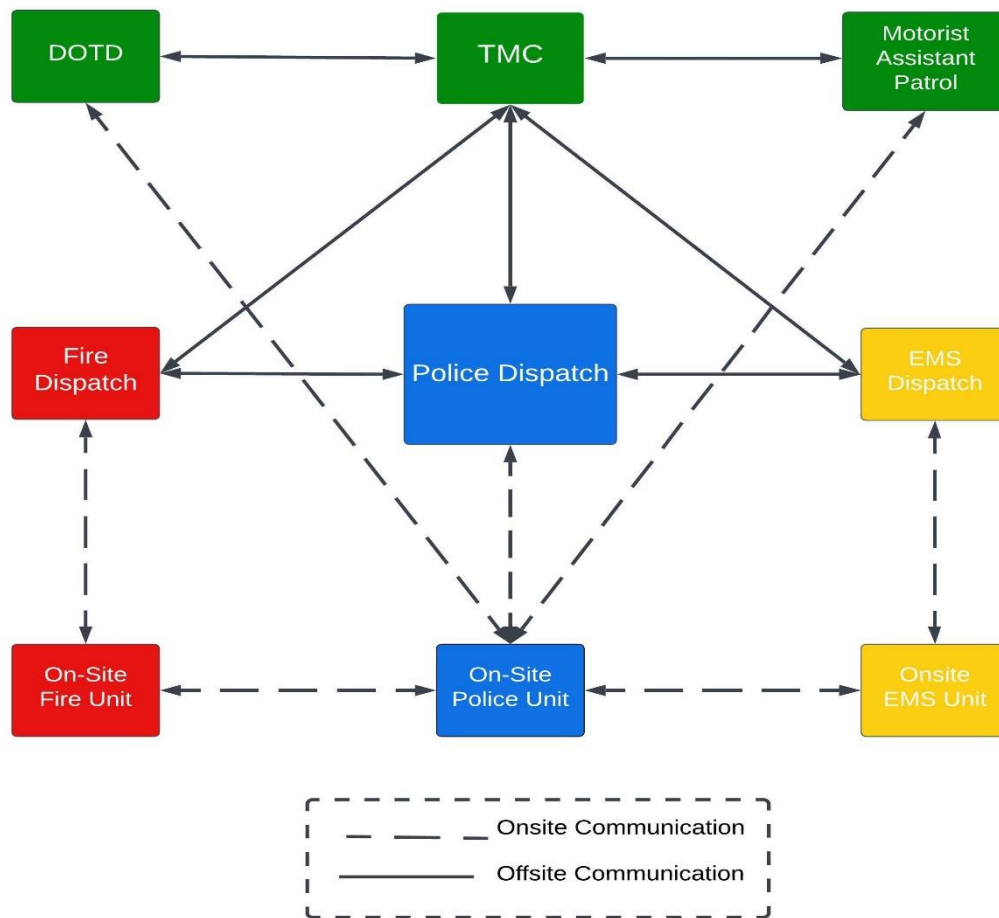 DOTD
TMC
Motorist
Assistant
Patrol
Fire
Dispatch
Police Dispatch
EMS
Dispatch
On-Site
Fire Unit
On-Site
Police Unit
Onsite
EMS Unit
Onsite Communication
Offsite Communication